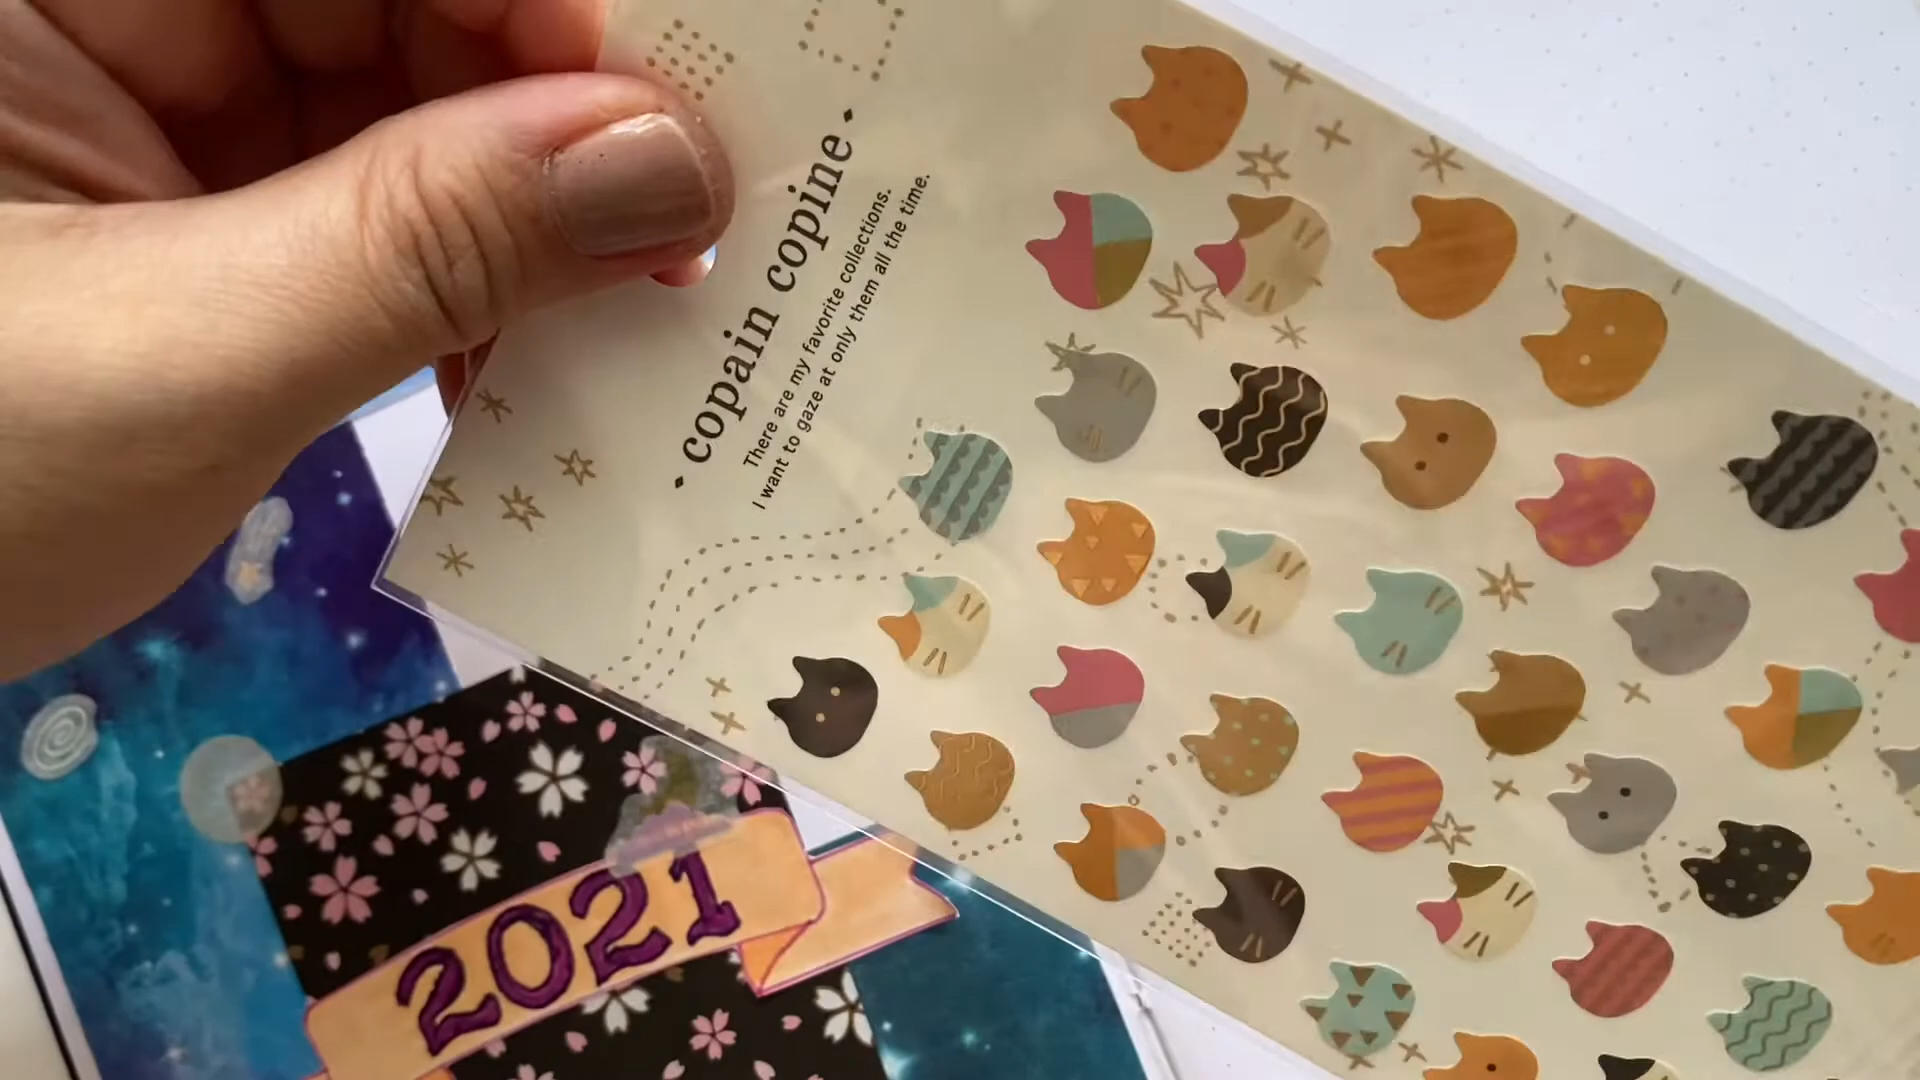 copain copine
There are my favorite collections.
I want to gaze at only them all the time.
2021